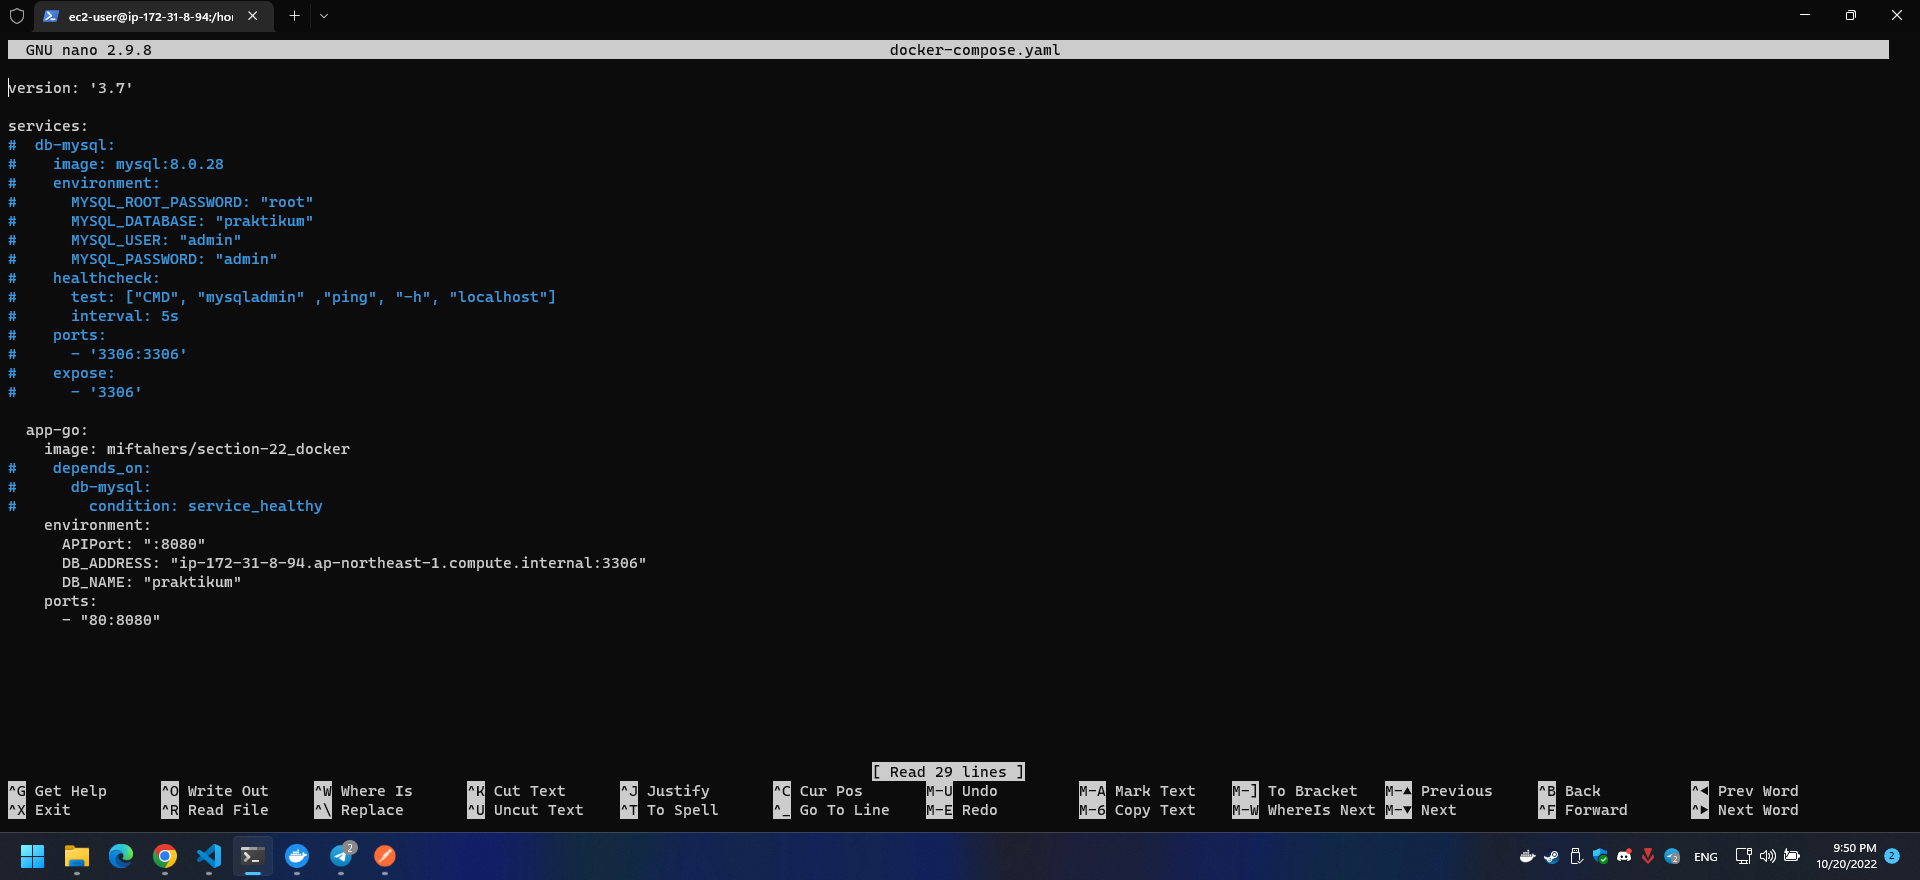 ec2-user@ip-172-31-8-94:/hor
GNU nano 2.9.8 docker-compose.yaml
version: '3.7'
services:
#  db-mysql:
#    image: mysql:8.0.28
#    environment:
#      MYSQL_ROOT_PASSWORD: "root"
#      MYSQL_DATABASE: "praktikum"
#      MYSQL_USER: "admin"
#      MYSQL_PASSWORD: "admin"
#    healthcheck:
#      test: ["CMD", "mysqladmin" ,"ping", "-h", "localhost"]
#      interval: 5s
#    ports:
#      - '3306:3306'
#    expose:
#      - '3306'
  app-go:
    image: miftahers/section-22_docker
#    depends_on:
#      db-mysql:
#        condition: service_healthy
    environment:
      APIPort: ":8080"
      DB_ADDRESS: "ip-172-31-8-94.ap-northeast-1.compute.internal:3306"
      DB_NAME: "praktikum"
    ports:
      - "80:8080"
[ Read 29 lines ]
^G Get Help ^O Write Out ^W Where Is ^K Cut Text ^J Justify ^C Cur Pos M-U Undo M-A Mark Text M-] To Bracket M-▲ Previous ^B Back ^◄ Prev Word
^X Exit ^R Read File ^\ Replace ^U Uncut Text ^T To Spell ^_ Go To Line M-E Redo M-6 Copy Text M-W WhereIs Next M-▼ Next ^F Forward ^► Next Word
2
2
ENG
9:50 PM
10/20/2022
2